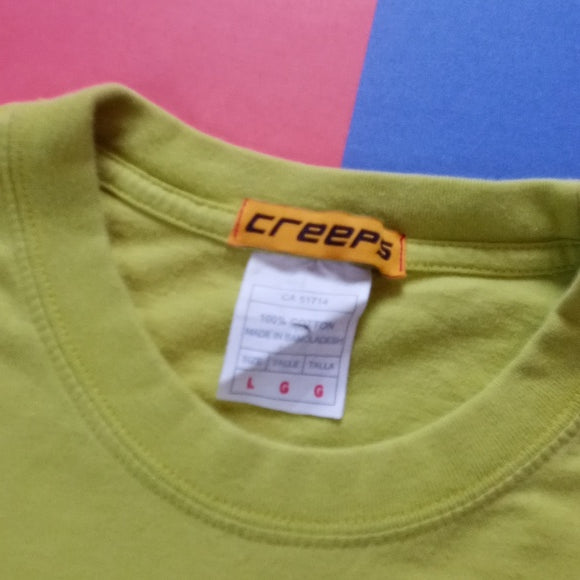 creeps
CA 51714
100% COTTON
MADE IN BANGLADESH
SIZE TAILLE TALLA
L G G